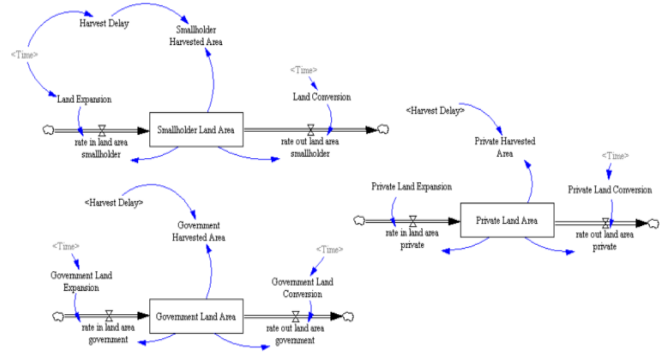 Harvest Delay
Smallholder
Harvested Area
<Time>
Land Expansion
Smallholder Land Area
rate in land area
smallholder
<Time>
Land Conversion
rate out land area
smallholder
<Harvest Delay>
Government
Harvested Area
<Time>
Government Land
Expansion
Government Land Area
rate in land area
government
<Time>
Government Land
Conversion
rate out land area
government
<Harvest Delay>
Private Harvested
Area
Private Land Expansion
Private Land Area
rate in land area
private
<Time>
Private Land Conversion
rate out land area
private